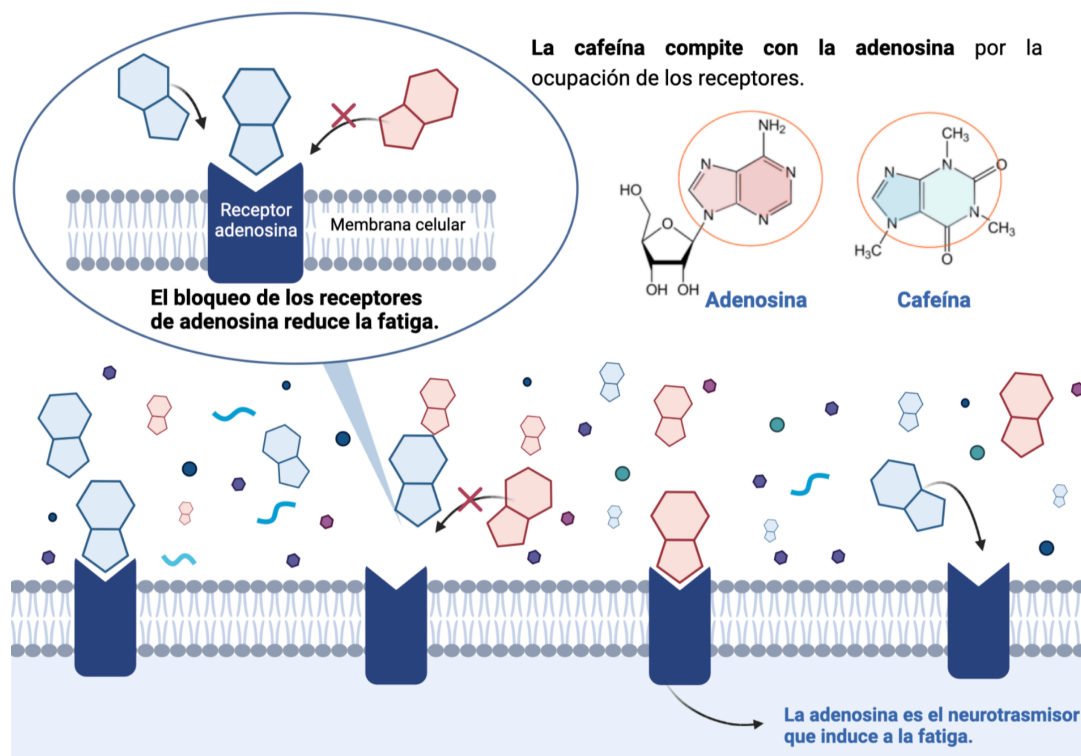 La cafeína compite con la adenosina por la
ocupación de los receptores.
Receptor
adenosina
Membrana celular
El bloqueo de los receptores
de adenosina reduce la fatiga.
NH₂
N
N
N
N
HO
O
OH OH
Adenosina
CH₃
N
O
N
N
CH₃
N
H₃C
O
Cafeína
La adenosina es el neurotrasmisor
que induce a la fatiga.